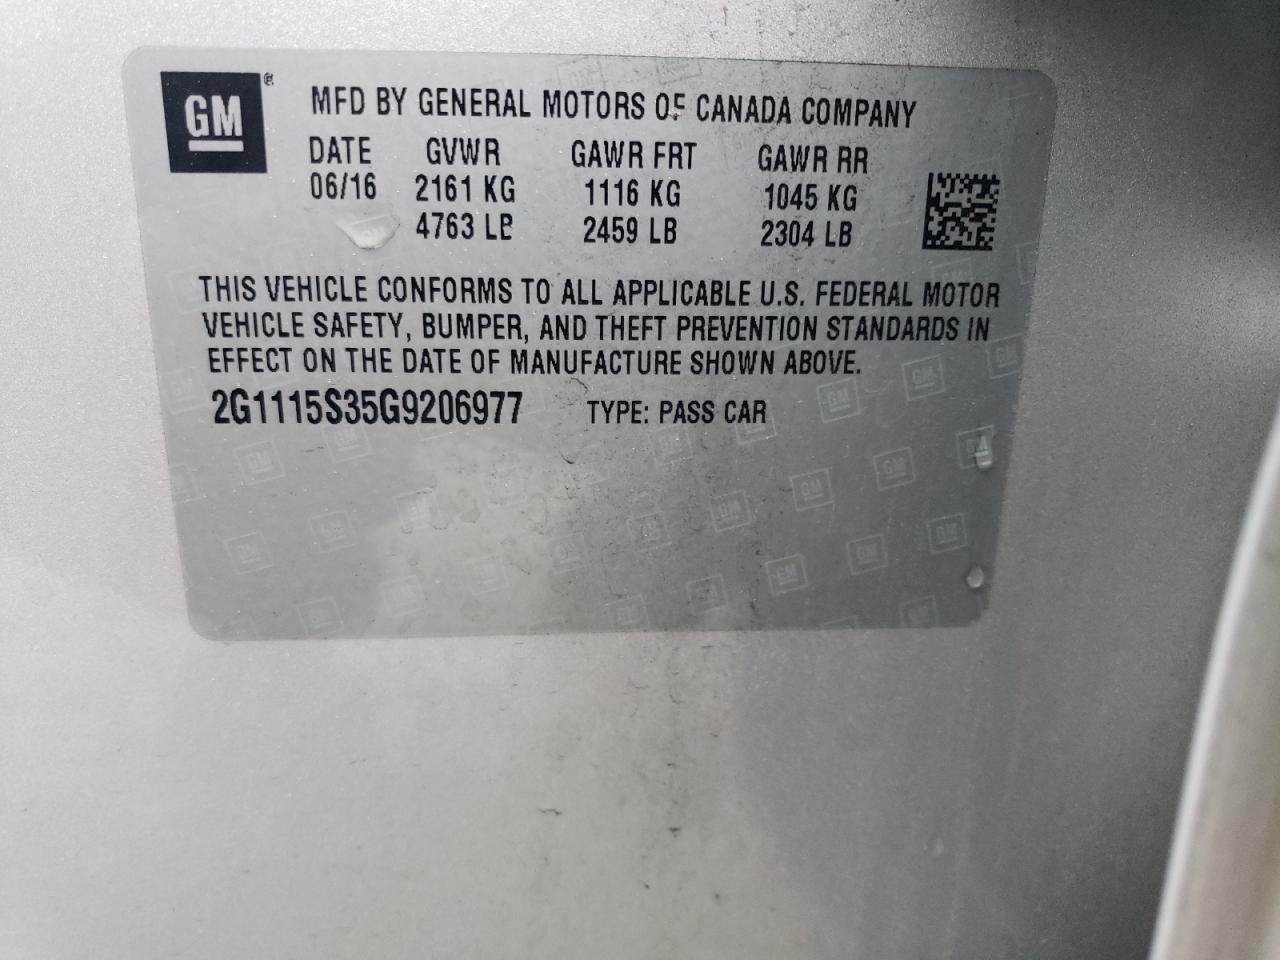 GM ®
MFD BY GENERAL MOTORS OF CANADA COMPANY
DATE GVWR GAWR FRT GAWR RR
06/16 2161 KG 1116 KG 1045 KG
4763 LB 2459 LB 2304 LB
THIS VEHICLE CONFORMS TO ALL APPLICABLE U.S. FEDERAL MOTOR
VEHICLE SAFETY, BUMPER, AND THEFT PREVENTION STANDARDS IN
EFFECT ON THE DATE OF MANUFACTURE SHOWN ABOVE.
2G1115S35G9206977 TYPE: PASS CAR